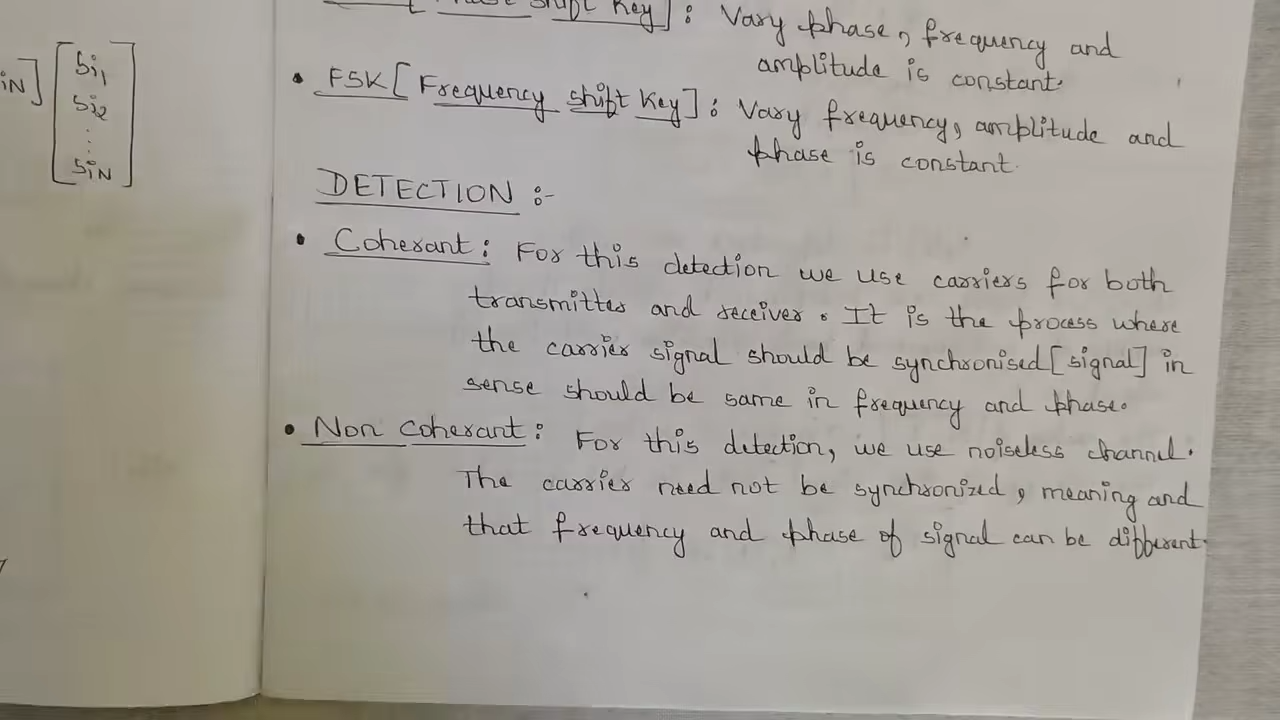 iN] [Si1
Si2
⋮
SiN]
shift Key] : Vary phase, frequency and
amplitude is constant.
• FSK [Frequency shift Key] : Vary frequency, amplitude and
phase is constant.
DETECTION :-
• Coherant : For this detection we use carriers for both
transmitter and receiver. It is the process where
the carrier signal should be synchronised [signal] in
sense should be same in frequency and phase.
• Non Coherant : For this detection, we use noiseless channel.
The carrier need not be synchronized, meaning and
that frequency and phase of signal can be different.